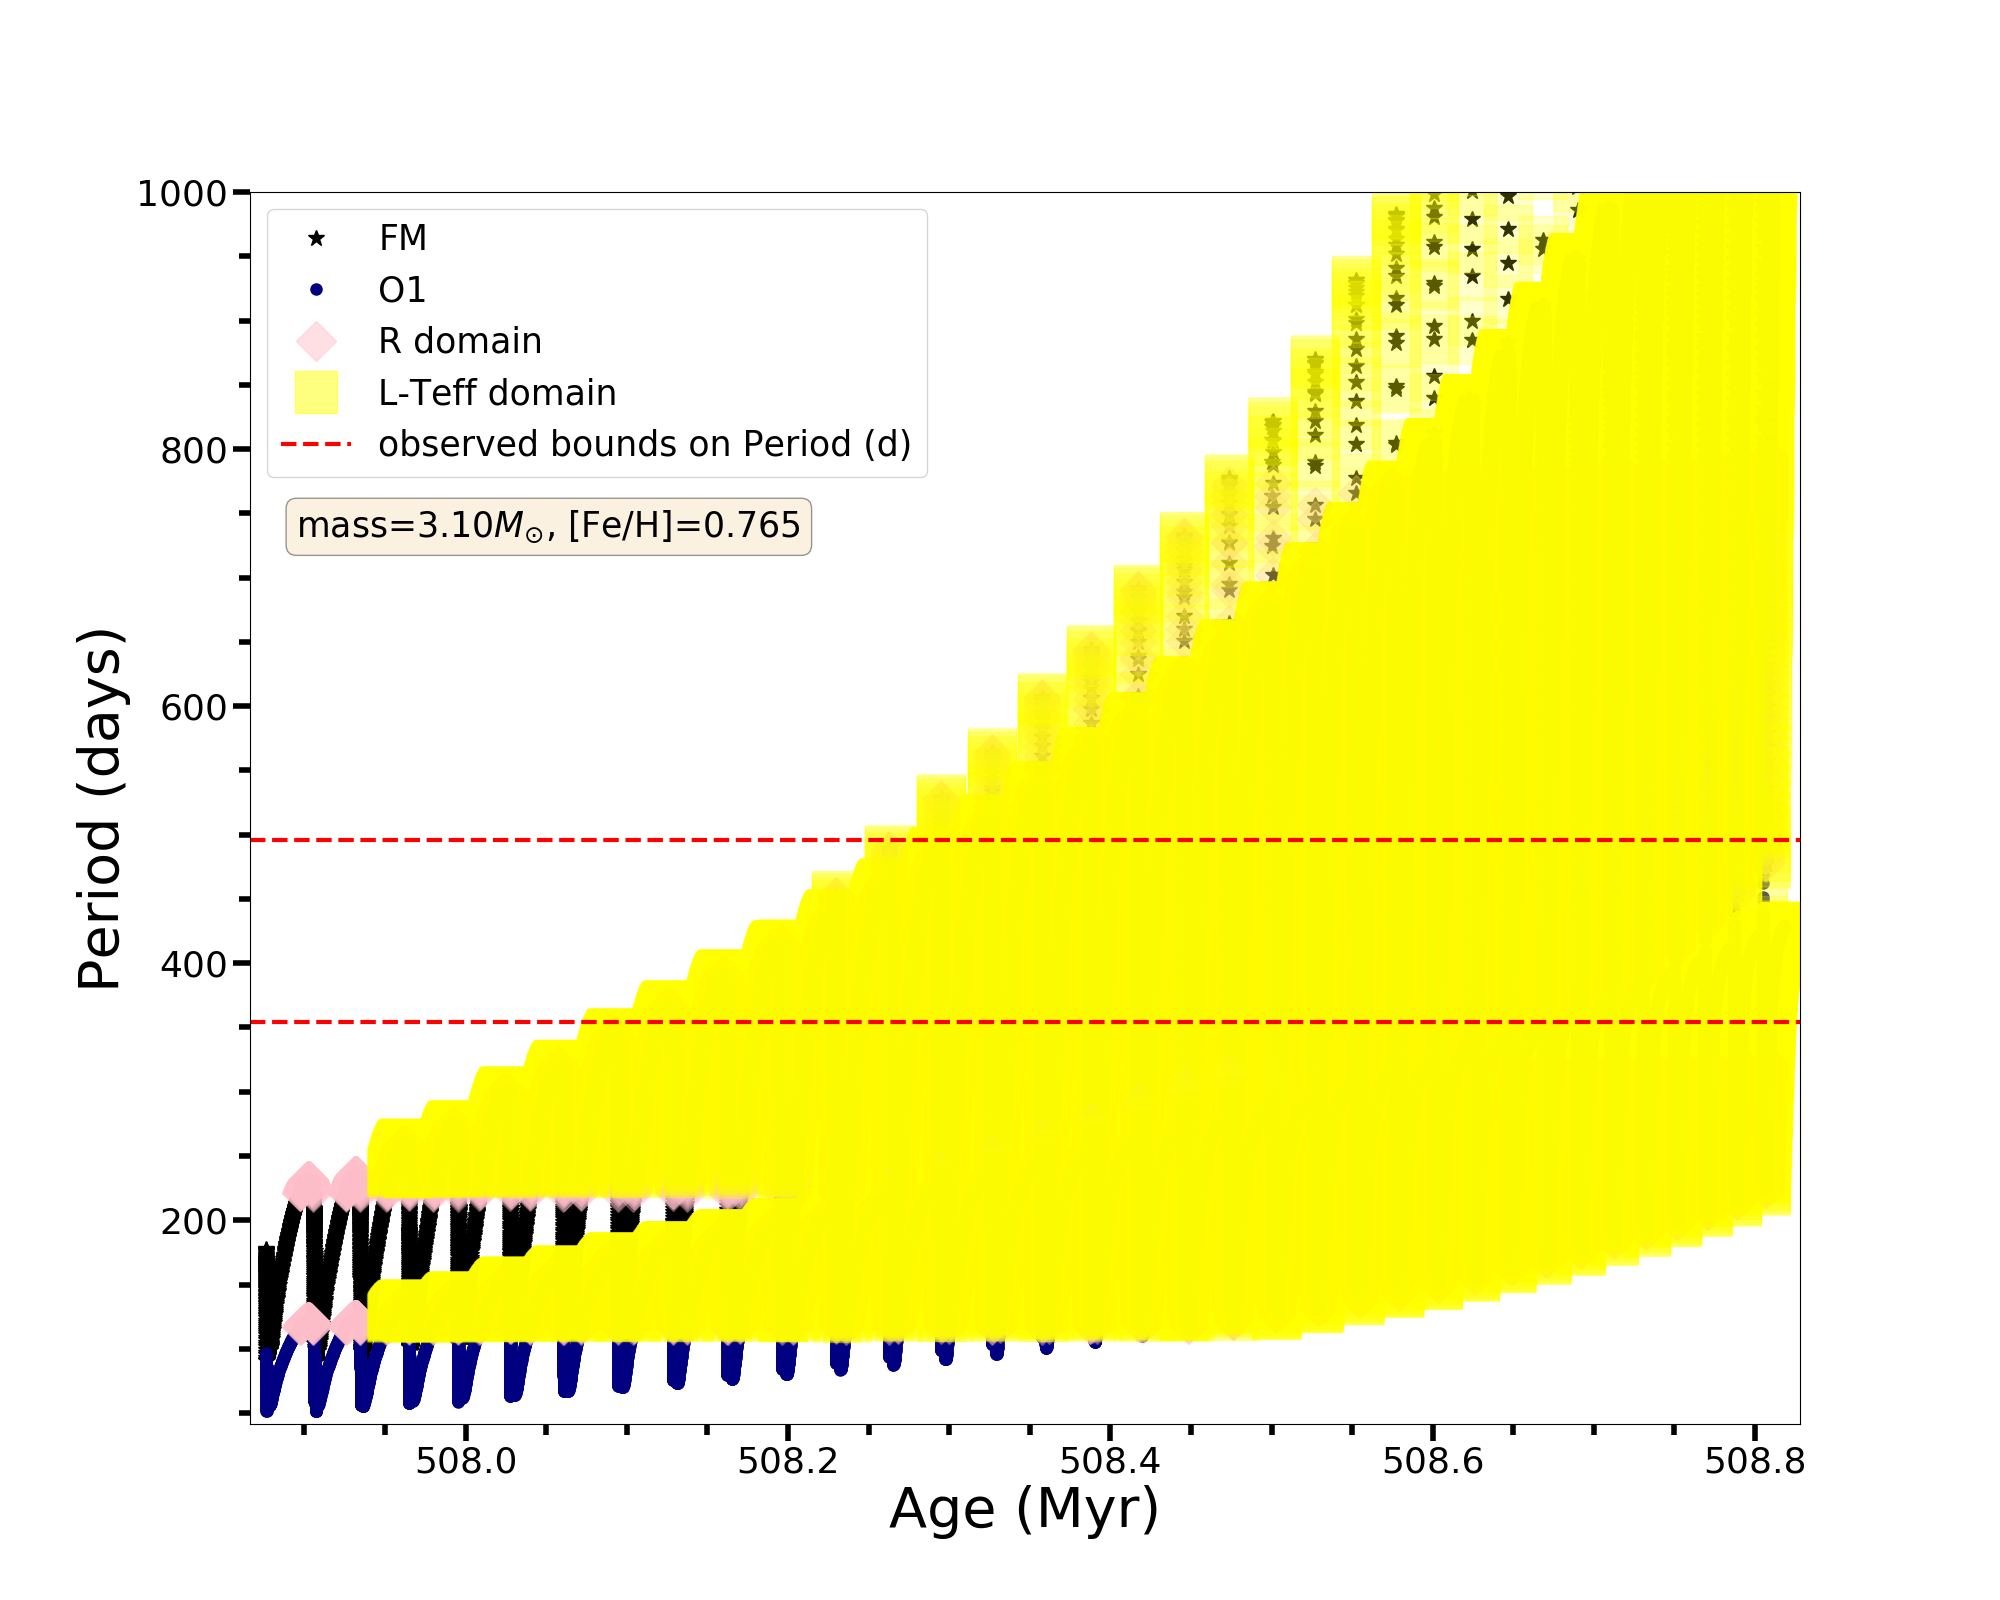 1000
800
600
400
200
Period (days)
FM
O1
R domain
L-Teff domain
observed bounds on Period (d)
mass=3.10M⊙, [Fe/H]=0.765
508.0 508.2 508.4 508.6 508.8
Age (Myr)